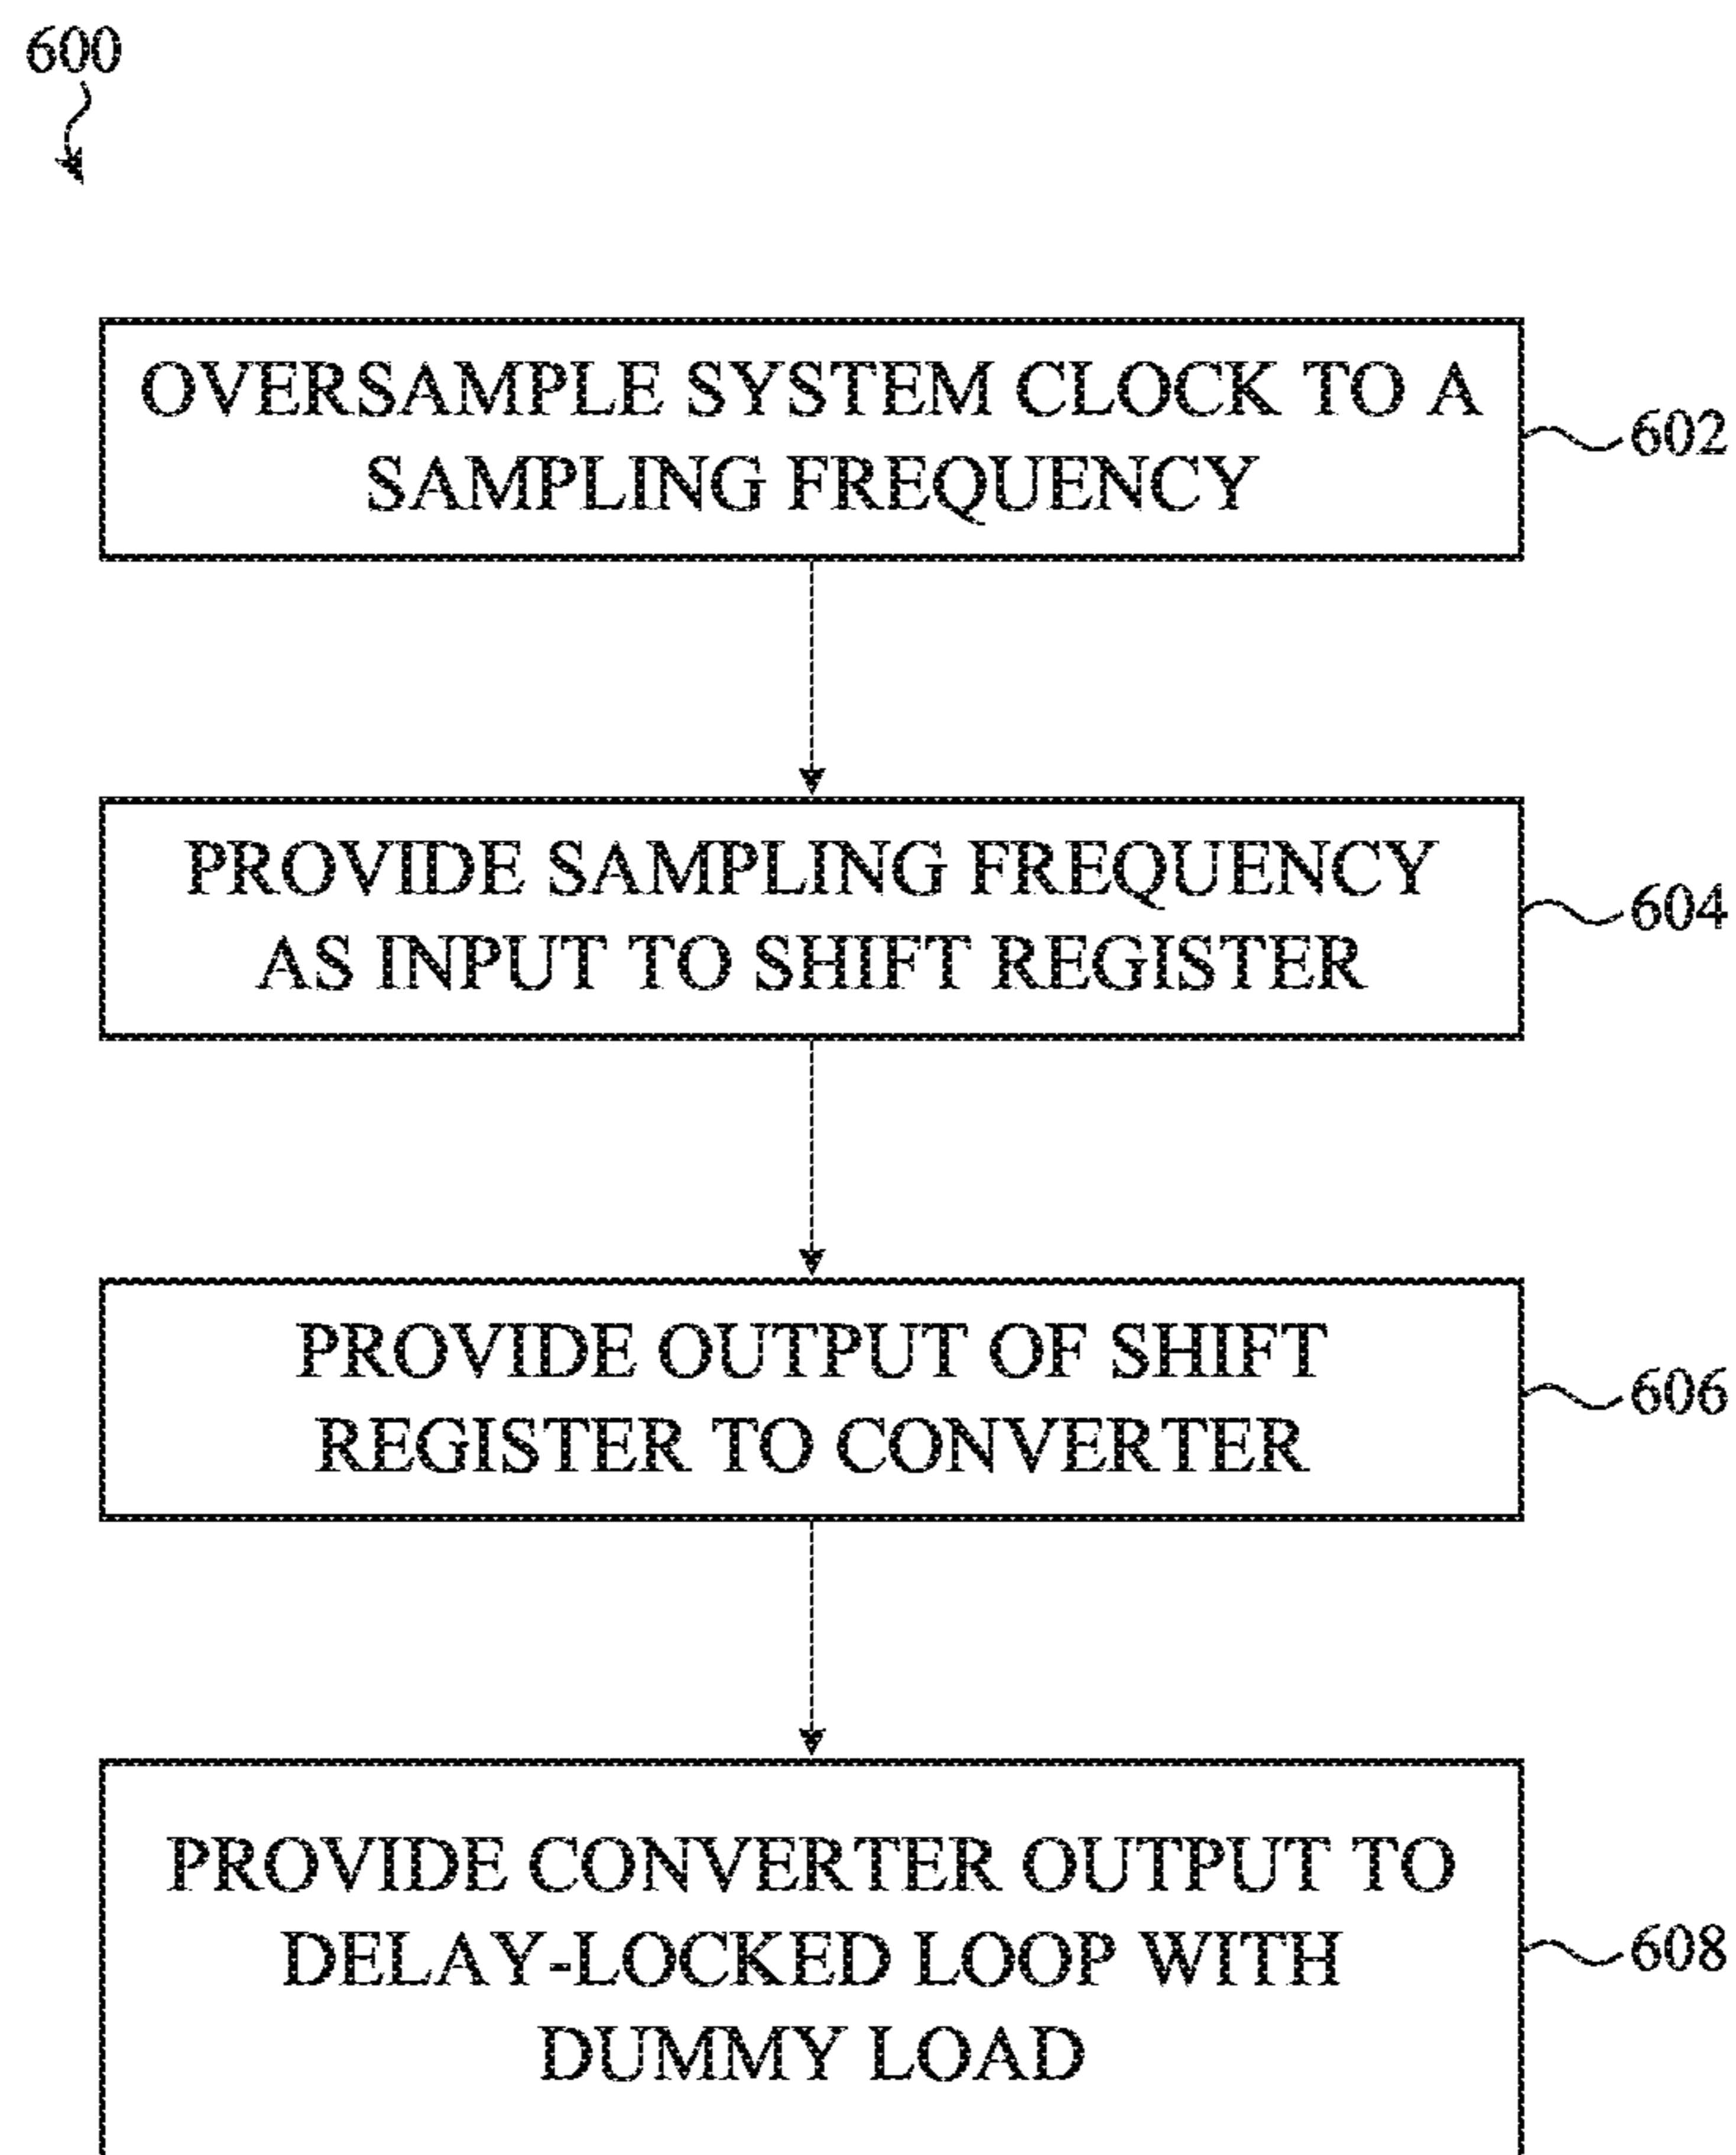 600
OVERSAMPLE SYSTEM CLOCK TO A
SAMPLING FREQUENCY
602
PROVIDE SAMPLING FREQUENCY
AS INPUT TO SHIFT REGISTER
604
PROVIDE OUTPUT OF SHIFT
REGISTER TO CONVERTER
606
PROVIDE CONVERTER OUTPUT TO
DELAY-LOCKED LOOP WITH
DUMMY LOAD
608